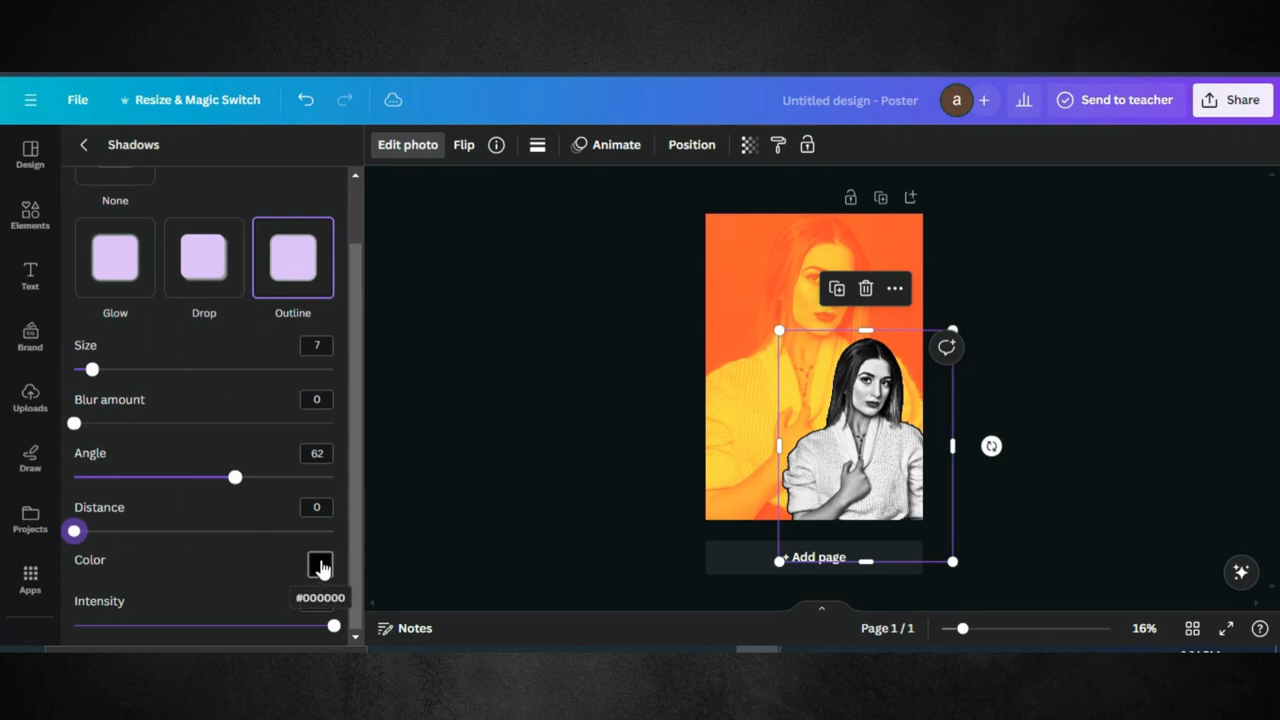 File
Resize & Magic Switch
Untitled design - Poster
a
Send to teacher
Share
Design
Elements
Text
Brand
Uploads
Draw
Projects
Apps
Shadows
None
Glow
Drop
Outline
Size
7
Blur amount
0
Angle
62
Distance
0
Color
#000000
Intensity
Edit photo
Flip
Animate
Position
+ Add page
Notes
Page 1 / 1
16%